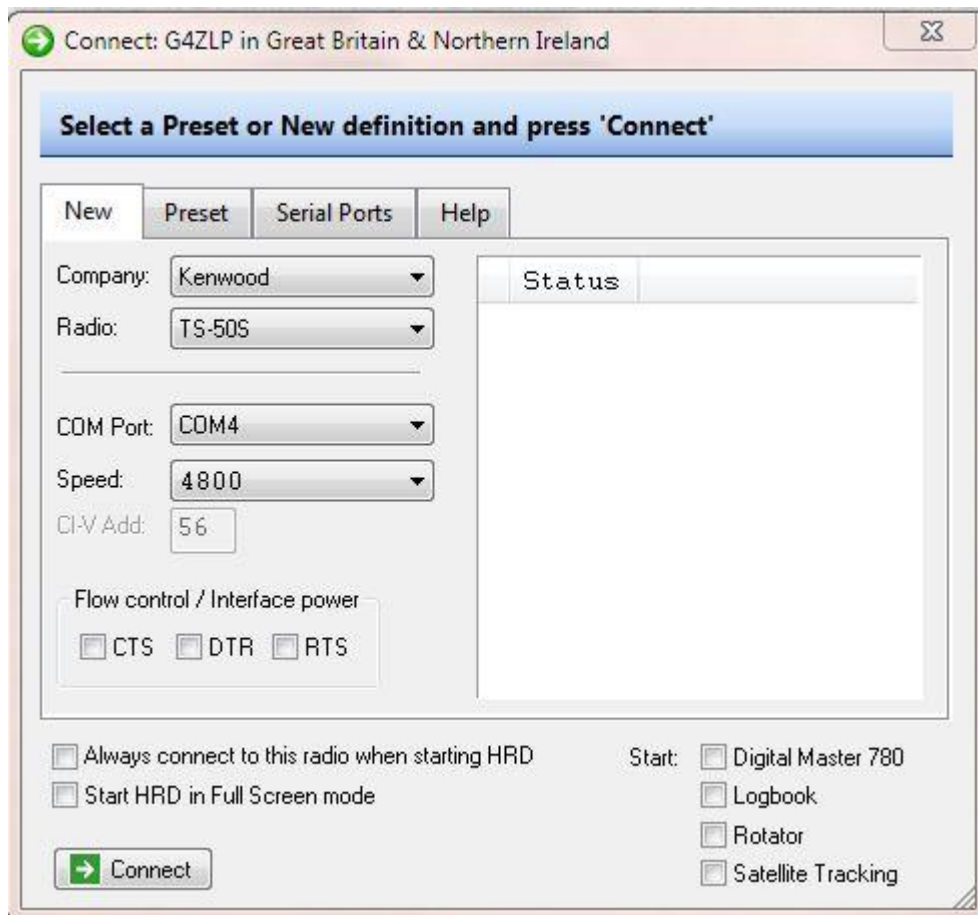 Connect: G4ZLP in Great Britain & Northern Ireland
Select a Preset or New definition and press 'Connect'
New Preset Serial Ports Help
Company: Kenwood
Radio: TS-50S
COM Port: COM4
Speed: 4800
CI-V Add: 56
Flow control / Interface power
CTS DTR RTS
Status
Always connect to this radio when starting HRD
Start HRD in Full Screen mode
Start: Digital Master 780
Logbook
Rotator
Satellite Tracking
Connect